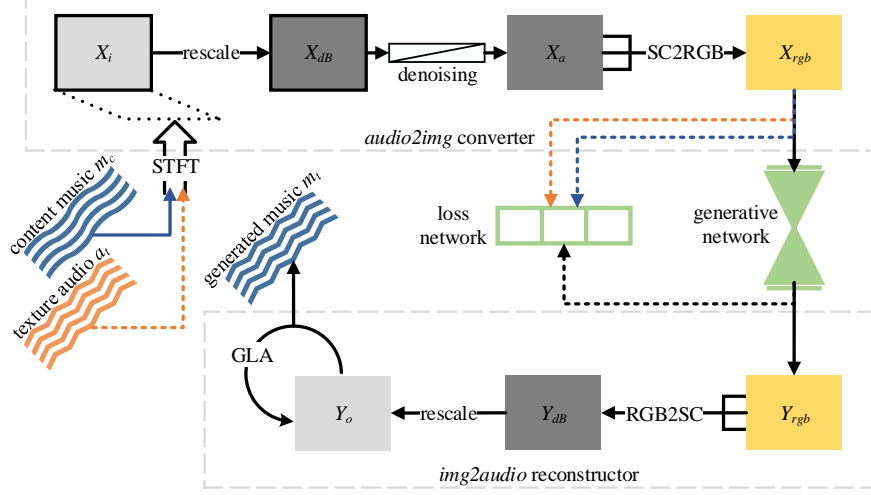 X_i
rescale
X_dB
denoising
X_a
SC2RGB
X_rgb
audio2img converter
STFT
content music m_c
texture audio a_t
generated music m_t
loss
network
generative
network
GLA
Y_o
rescale
Y_dB
RGB2SC
Y_rgb
img2audio reconstructor